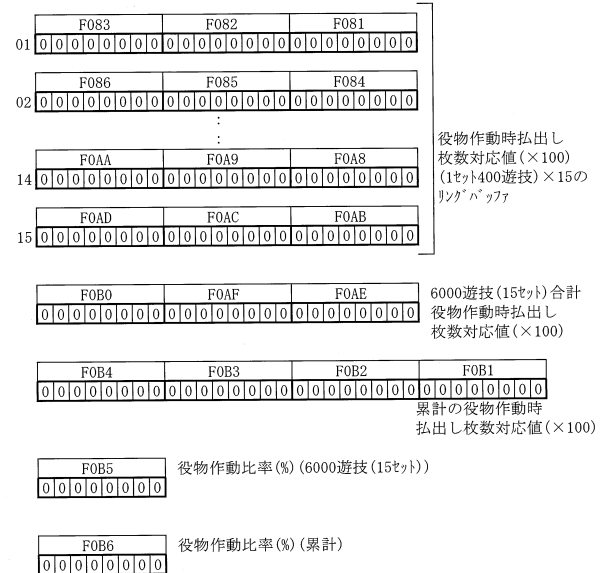 F083 F082 F081
01 0 0 0 0 0 0 0 0 0 0 0 0 0 0 0 0 0 0 0 0 0 0 0 0
F086 F085 F084
02 0 0 0 0 0 0 0 0 0 0 0 0 0 0 0 0 0 0 0 0 0 0 0 0
:
:
F0AA F0A9 F0A8
14 0 0 0 0 0 0 0 0 0 0 0 0 0 0 0 0 0 0 0 0 0 0 0 0
F0AD F0AC F0AB
15 0 0 0 0 0 0 0 0 0 0 0 0 0 0 0 0 0 0 0 0 0 0 0 0
役物作動時払出し
枚数対応値(×100)
(1ｾｯﾄ400遊技)×15の
ﾘﾝｸﾞﾊﾞｯﾌｧ
F0B0 F0AF F0AE
0 0 0 0 0 0 0 0 0 0 0 0 0 0 0 0 0 0 0 0 0 0 0 0
6000遊技(15ｾｯﾄ)合計
役物作動時払出し
枚数対応値(×100)
F0B4 F0B3 F0B2 F0B1
0 0 0 0 0 0 0 0 0 0 0 0 0 0 0 0 0 0 0 0 0 0 0 0 0 0 0 0 0 0 0 0
累計の役物作動時
払出し枚数対応値(×100)
F0B5
0 0 0 0 0 0 0 0
役物作動比率(%)(6000遊技(15ｾｯﾄ))
F0B6
0 0 0 0 0 0 0 0
役物作動比率(%)(累計)